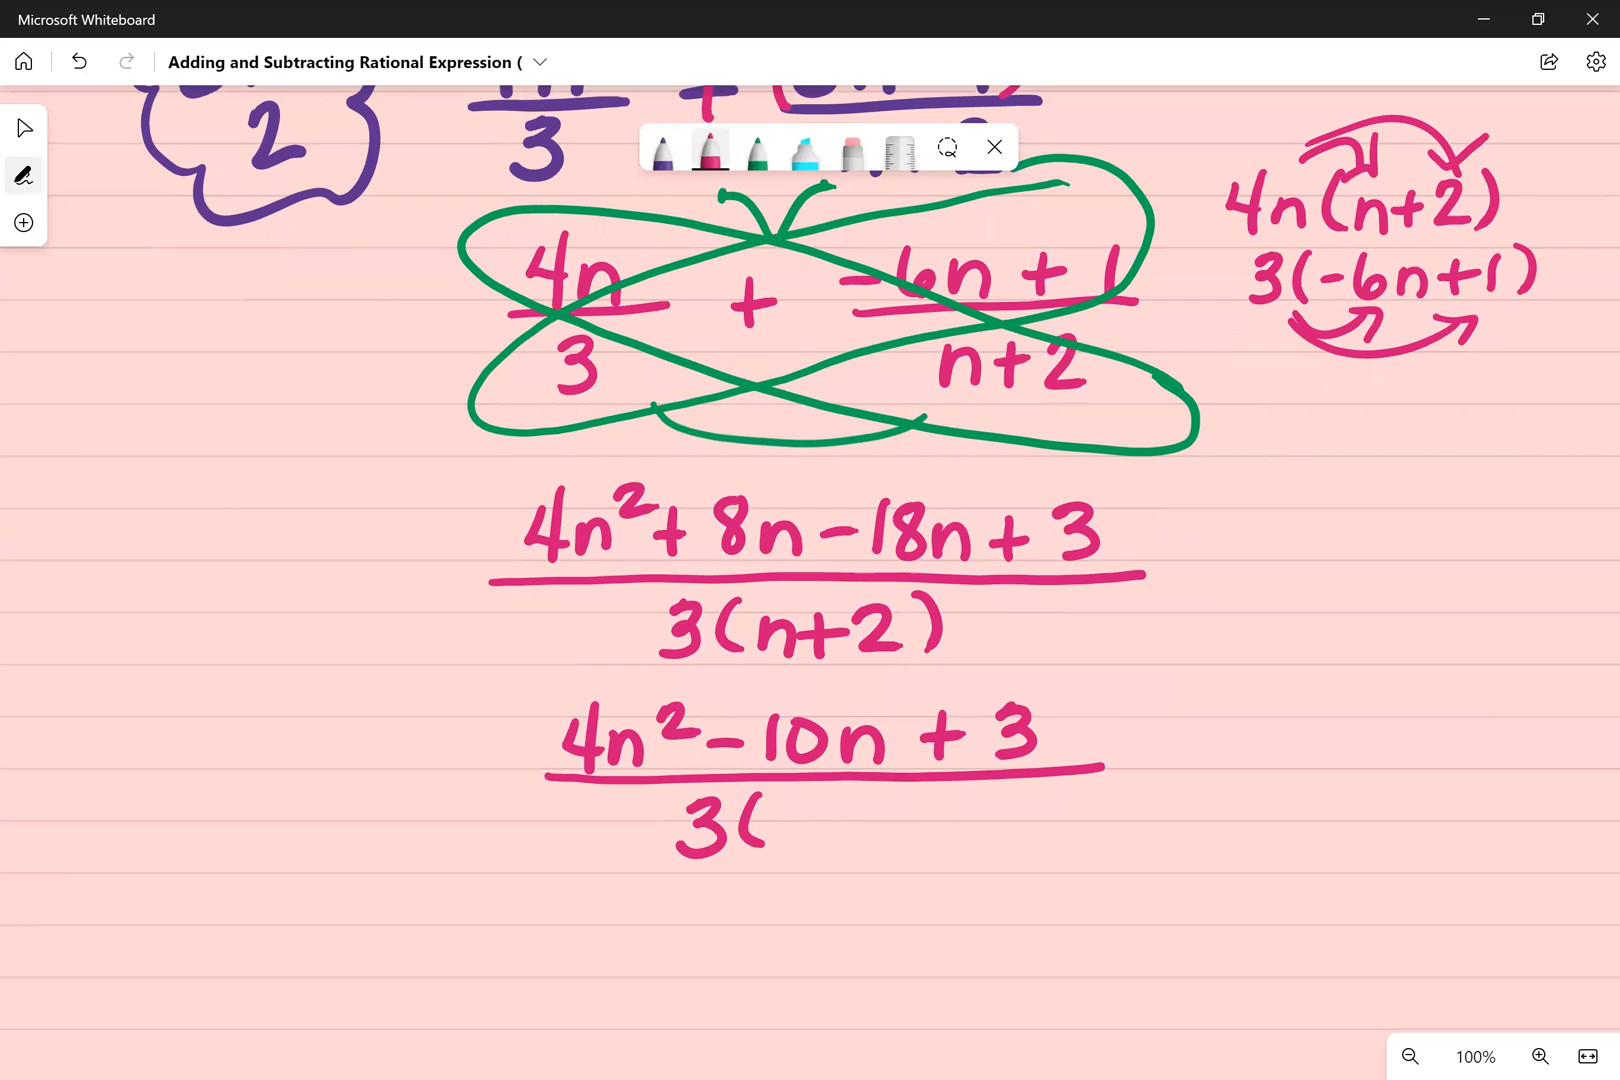 Microsoft Whiteboard
Adding and Subtracting Rational Expression (
2
3
4n(n+2)
3(-6n+1)
4n + -6n + 1
3 n+2
4n² + 8n - 18n + 3
3(n+2)
4n² - 10n + 3
3(
100%